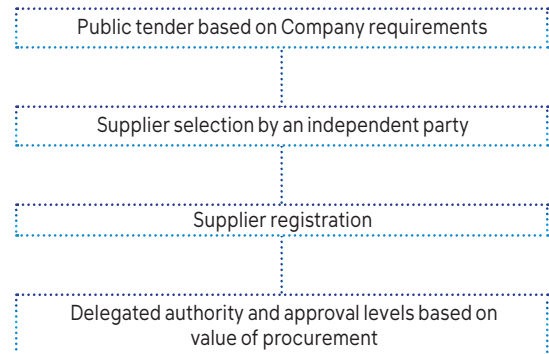 Public tender based on Company requirements
Supplier selection by an independent party
Supplier registration
Delegated authority and approval levels based on
value of procurement